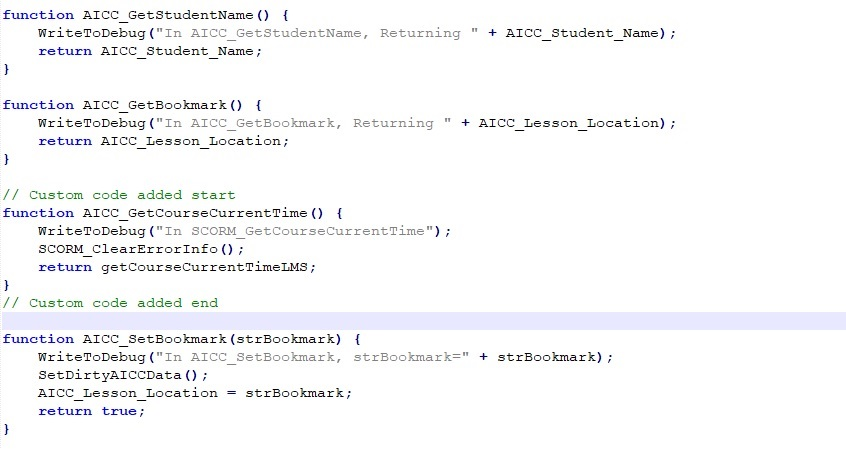 function AICC_GetStudentName() {
    WriteToDebug("In AICC_GetStudentName, Returning " + AICC_Student_Name);
    return AICC_Student_Name;
}

function AICC_GetBookmark() {
    WriteToDebug("In AICC_GetBookmark, Returning " + AICC_Lesson_Location);
    return AICC_Lesson_Location;
}

// Custom code added start
function AICC_GetCourseCurrentTime() {
    WriteToDebug("In SCORM_GetCourseCurrentTime");
    SCORM_ClearErrorInfo();
    return getCourseCurrentTimeLMS;
}
// Custom code added end

function AICC_SetBookmark(strBookmark) {
    WriteToDebug("In AICC_SetBookmark, strBookmark=" + strBookmark);
    SetDirtyAICCData();
    AICC_Lesson_Location = strBookmark;
    return true;
}